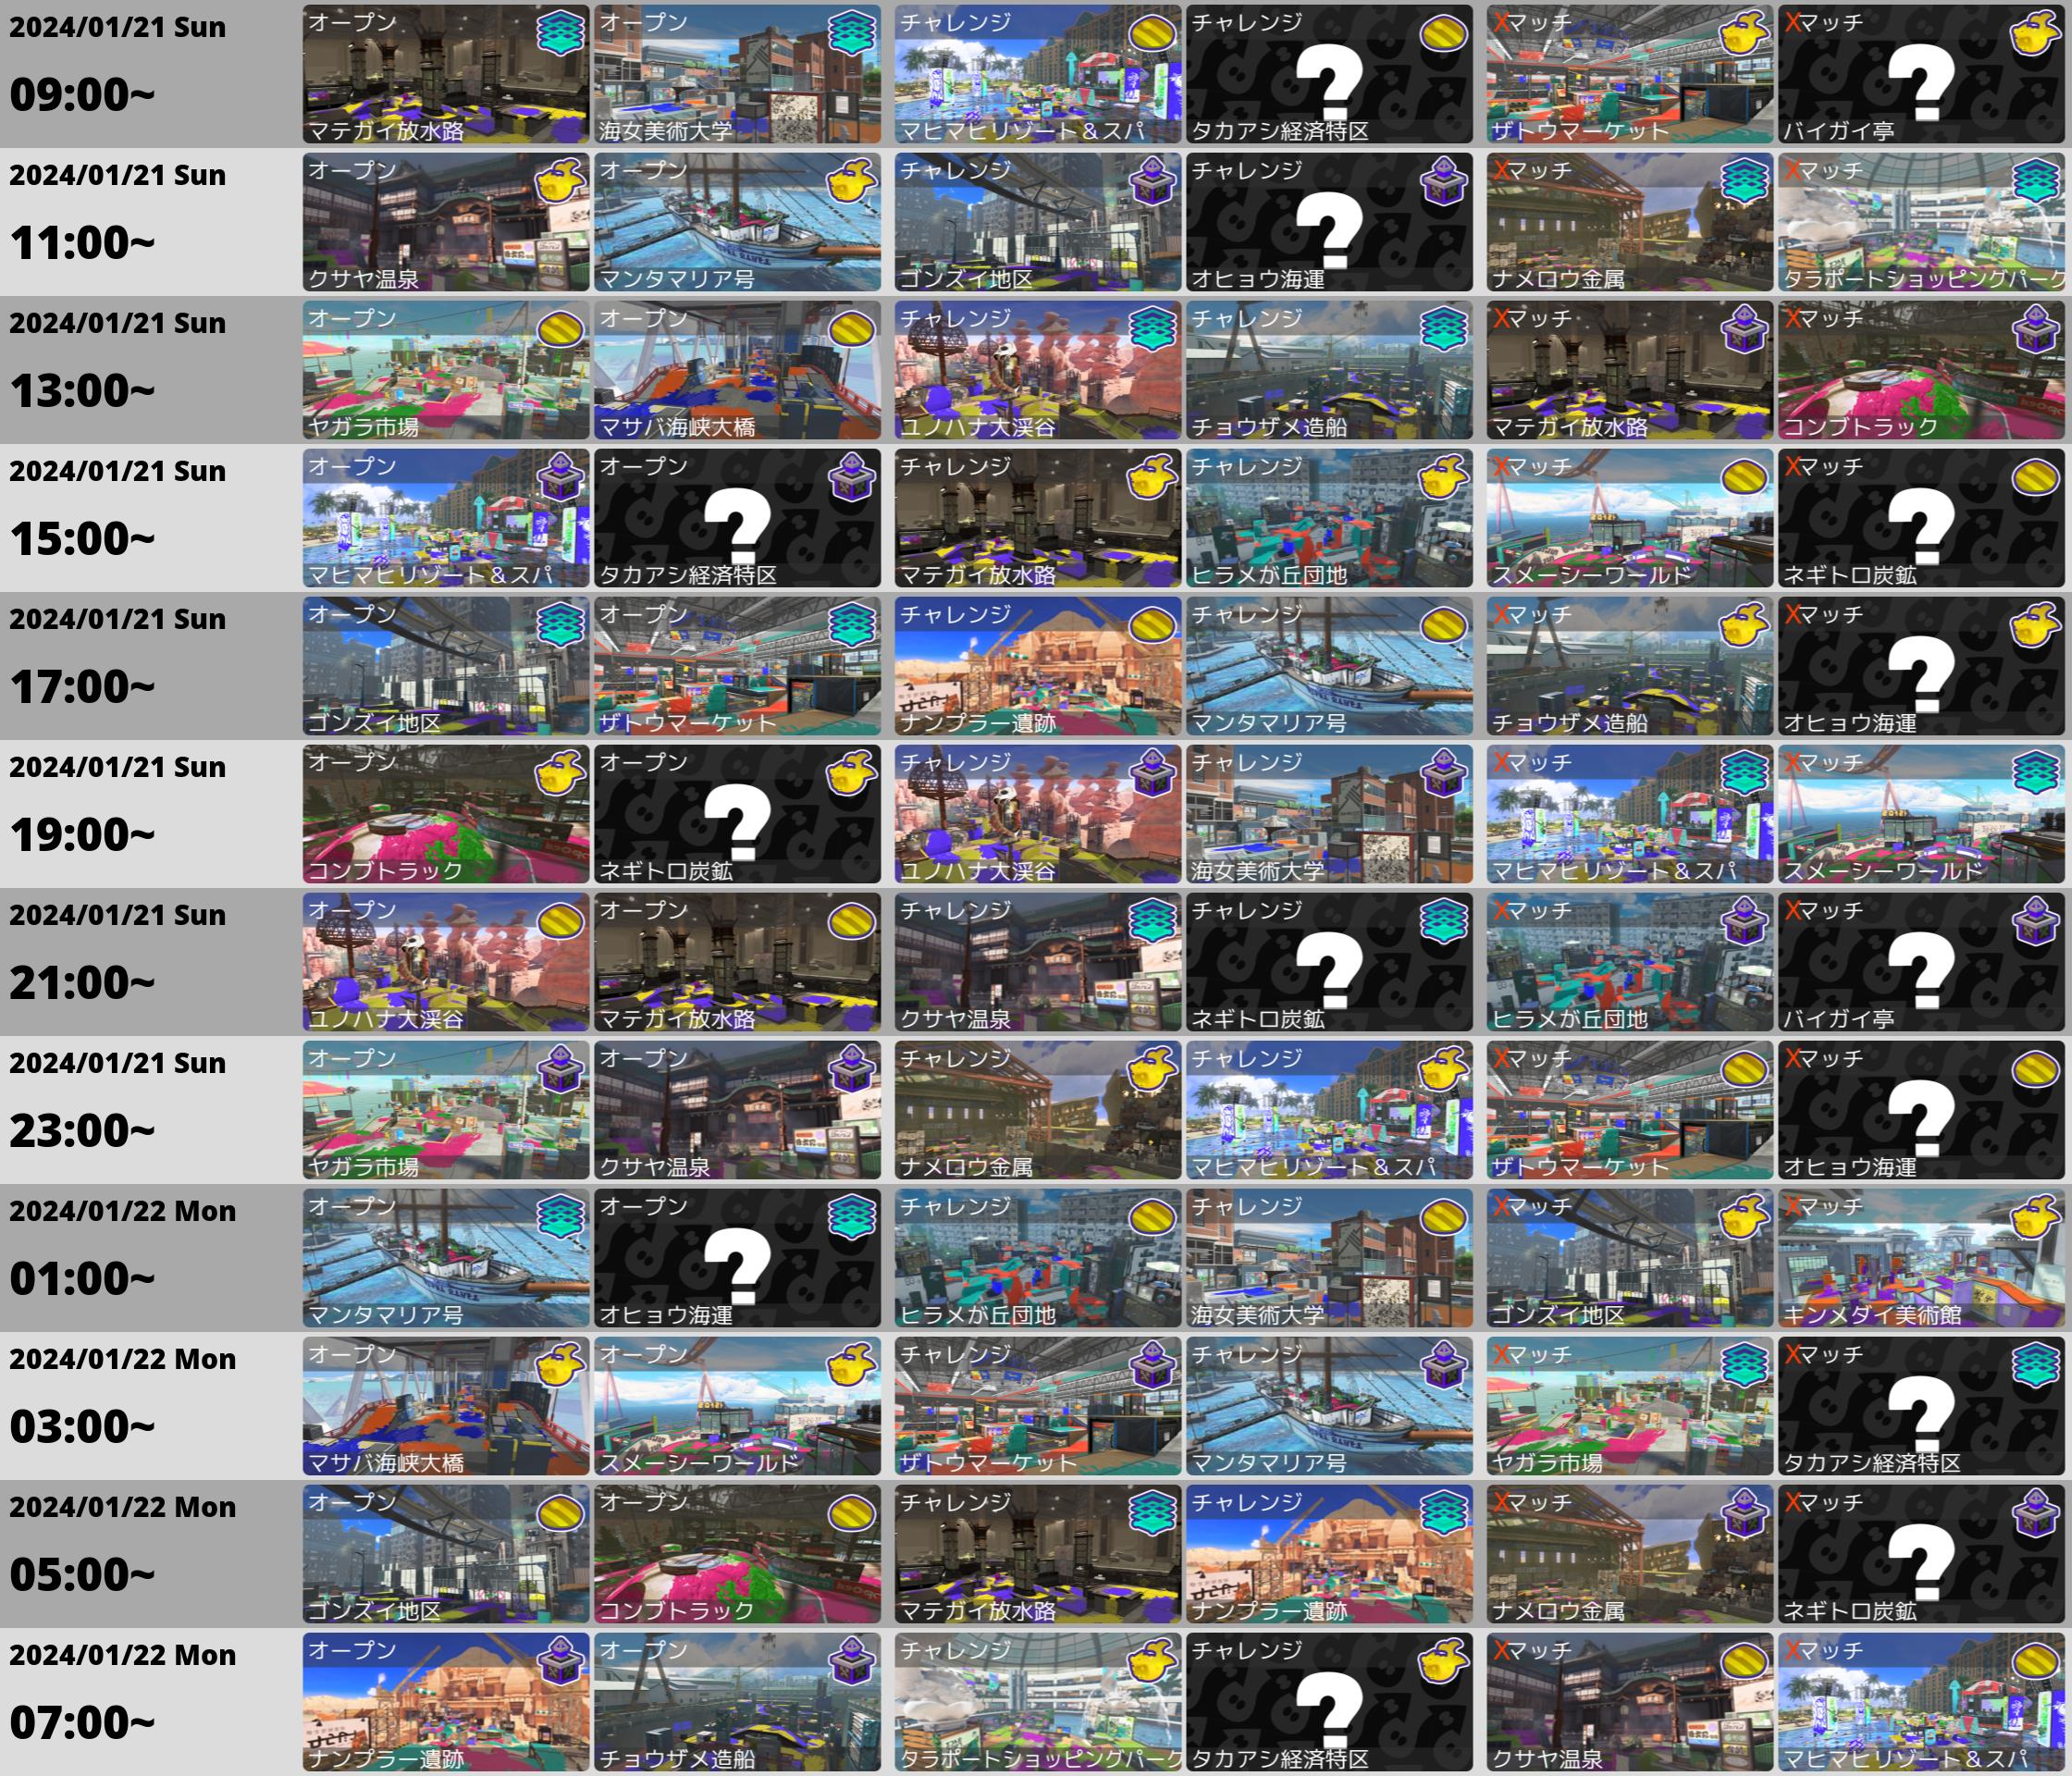 2024/01/21 Sun
09:00~
オープン オープン チャレンジ チャレンジ Xマッチ Xマッチ
マテガイ放水路 海女美術大学 マヒマヒリゾート&スパ タカアシ経済特区 ザトウマーケット バイガイ亭
2024/01/21 Sun
11:00~
オープン オープン チャレンジ チャレンジ Xマッチ Xマッチ
クサヤ温泉 マンタマリア号 ゴンズイ地区 オヒョウ海運 ナメロウ金属 タラポートショッピングパーク
2024/01/21 Sun
13:00~
オープン オープン チャレンジ チャレンジ Xマッチ Xマッチ
ヤガラ市場 マサバ海峡大橋 ユノハナ大渓谷 チョウザメ造船 マテガイ放水路 コンブトラック
2024/01/21 Sun
15:00~
オープン オープン チャレンジ チャレンジ Xマッチ Xマッチ
マヒマヒリゾート&スパ タカアシ経済特区 マテガイ放水路 ヒラメが丘団地 スメーシーワールド ネギトロ炭鉱
2024/01/21 Sun
17:00~
オープン オープン チャレンジ チャレンジ Xマッチ Xマッチ
ゴンズイ地区 ザトウマーケット ナンプラー遺跡 マンタマリア号 チョウザメ造船 オヒョウ海運
2024/01/21 Sun
19:00~
オープン オープン チャレンジ チャレンジ Xマッチ Xマッチ
コンブトラック ネギトロ炭鉱 ユノハナ大渓谷 海女美術大学 マヒマヒリゾート&スパ スメーシーワールド
2024/01/21 Sun
21:00~
オープン オープン チャレンジ チャレンジ Xマッチ Xマッチ
ユノハナ大渓谷 マテガイ放水路 クサヤ温泉 ネギトロ炭鉱 ヒラメが丘団地 バイガイ亭
2024/01/21 Sun
23:00~
オープン オープン チャレンジ チャレンジ Xマッチ Xマッチ
ヤガラ市場 クサヤ温泉 ナメロウ金属 マヒマヒリゾート&スパ ザトウマーケット オヒョウ海運
2024/01/22 Mon
01:00~
オープン オープン チャレンジ チャレンジ Xマッチ Xマッチ
マンタマリア号 オヒョウ海運 ヒラメが丘団地 海女美術大学 ゴンズイ地区 キンメダイ美術館
2024/01/22 Mon
03:00~
オープン オープン チャレンジ チャレンジ Xマッチ Xマッチ
マサバ海峡大橋 スメーシーワールド ザトウマーケット マンタマリア号 ヤガラ市場 タカアシ経済特区
2024/01/22 Mon
05:00~
オープン オープン チャレンジ チャレンジ Xマッチ Xマッチ
ゴンズイ地区 コンブトラック マテガイ放水路 ナンプラー遺跡 ナメロウ金属 ネギトロ炭鉱
2024/01/22 Mon
07:00~
オープン オープン チャレンジ チャレンジ Xマッチ Xマッチ
ナンプラー遺跡 チョウザメ造船 タラポートショッピングパーク タカアシ経済特区 クサヤ温泉 マヒマヒリゾート&スパ